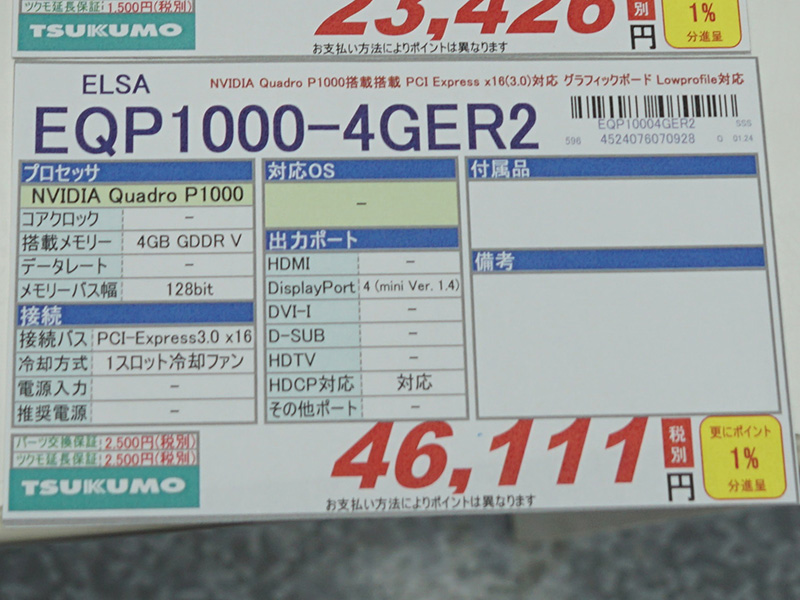 ツクモ延長保証:1,500円(税別)
TSUKUMO
23,426
別
円
1%
分進呈
お支払い方法によりポイントは異なります
ELSA
NVIDIA Quadro P1000搭載搭載 PCI Express x16(3.0)対応 グラフィックボード Lowprofile対応
EQP1000-4GER2
EQP10004GER2 SSS
596 4524076070928 Q 01.24
プロセッサ
NVIDIA Quadro P1000
コアクロック -
搭載メモリー 4GB GDDR V
データレート -
メモリーバス幅 128bit
接続
接続バス PCI-Express3.0 x16
冷却方式 1スロット冷却ファン
電源入力 -
推奨電源 -
対応OS
-
出力ポート
HDMI -
DisplayPort 4 (mini Ver. 1.4)
DVI-I -
D-SUB -
HDTV -
HDCP対応 対応
その他ポート -
付属品
備考
パーツ交換保証:2,500円(税別)
ツクモ延長保証:2,500円(税別)
TSUKUMO
46,111
税別
円
更にポイント
1%
分進呈
お支払い方法によりポイントは異なります